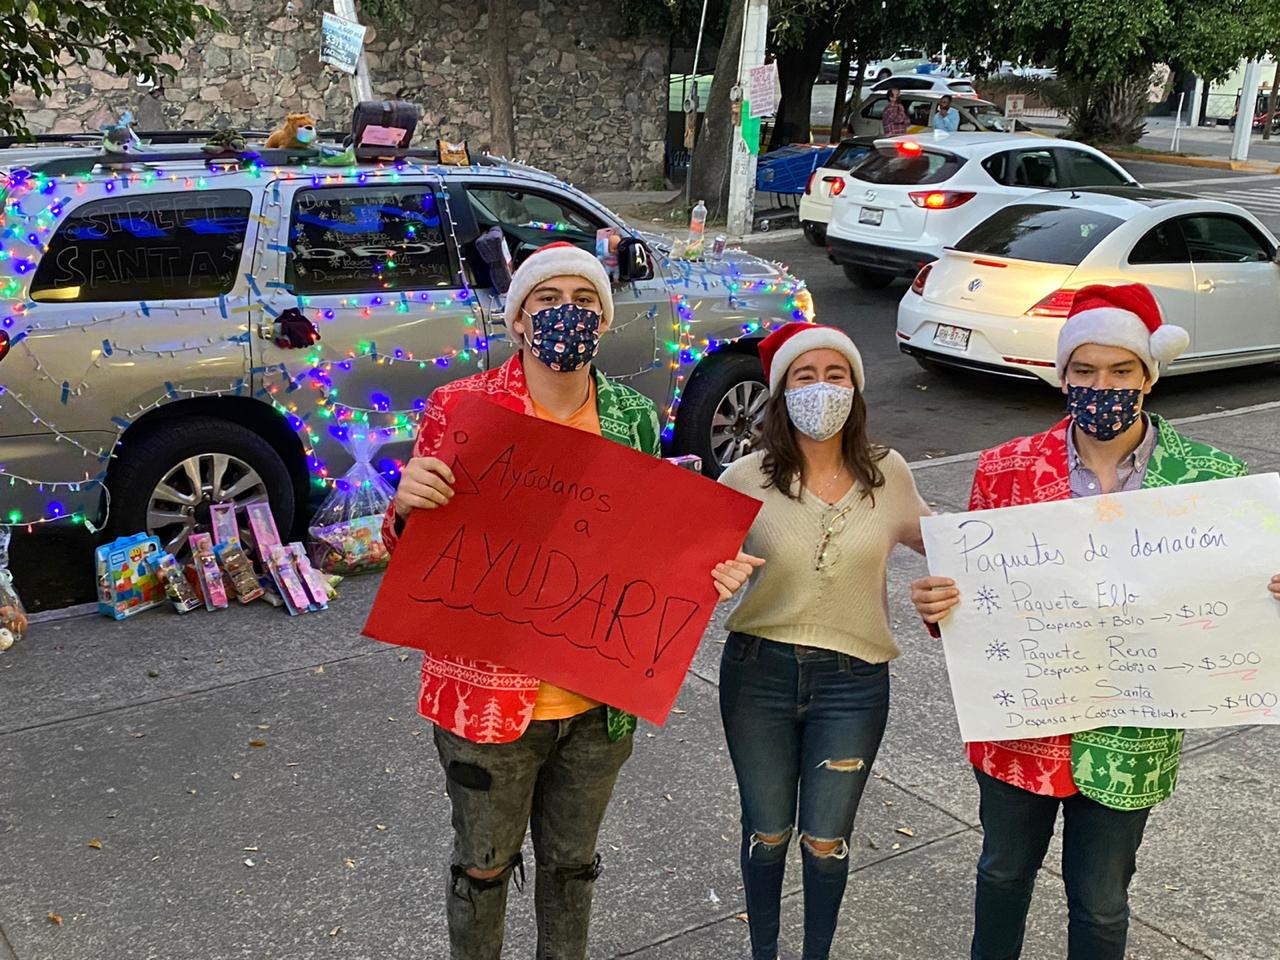 @STREET
SANTA
¡Ayúdanos
a
AYUDAR!
Paquetes de donación
Paquete Elfo
Despensa + Bolo → $120
Paquete Reno
Despensa + Cobija → $300
Paquete Santa
Despensa + Cobija + Peluche → $400